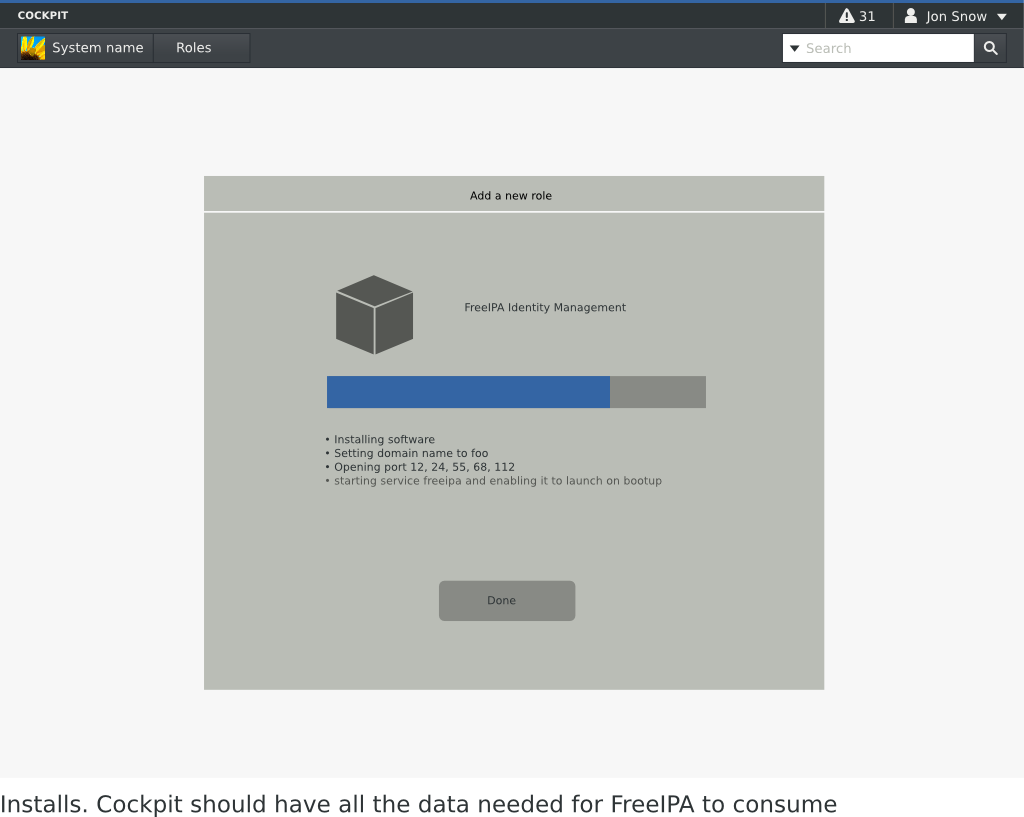 COCKPIT
31
Jon Snow
System name
Roles
Search
Add a new role
FreeIPA Identity Management
• Installing software
• Setting domain name to foo
• Opening port 12, 24, 55, 68, 112
• starting service freeipa and enabling it to launch on bootup
Done
Installs. Cockpit should have all the data needed for FreeIPA to consume